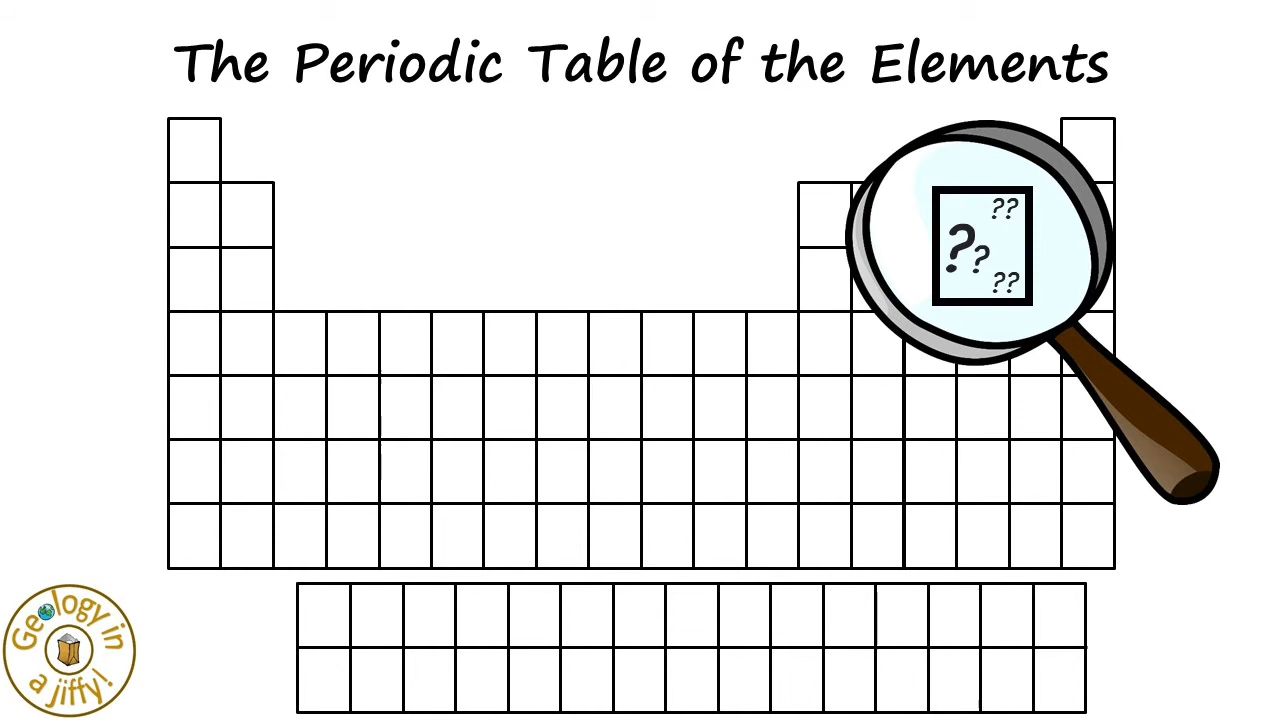 The Periodic Table of the Elements
??
?
?
??
Geology in
a jiffy!